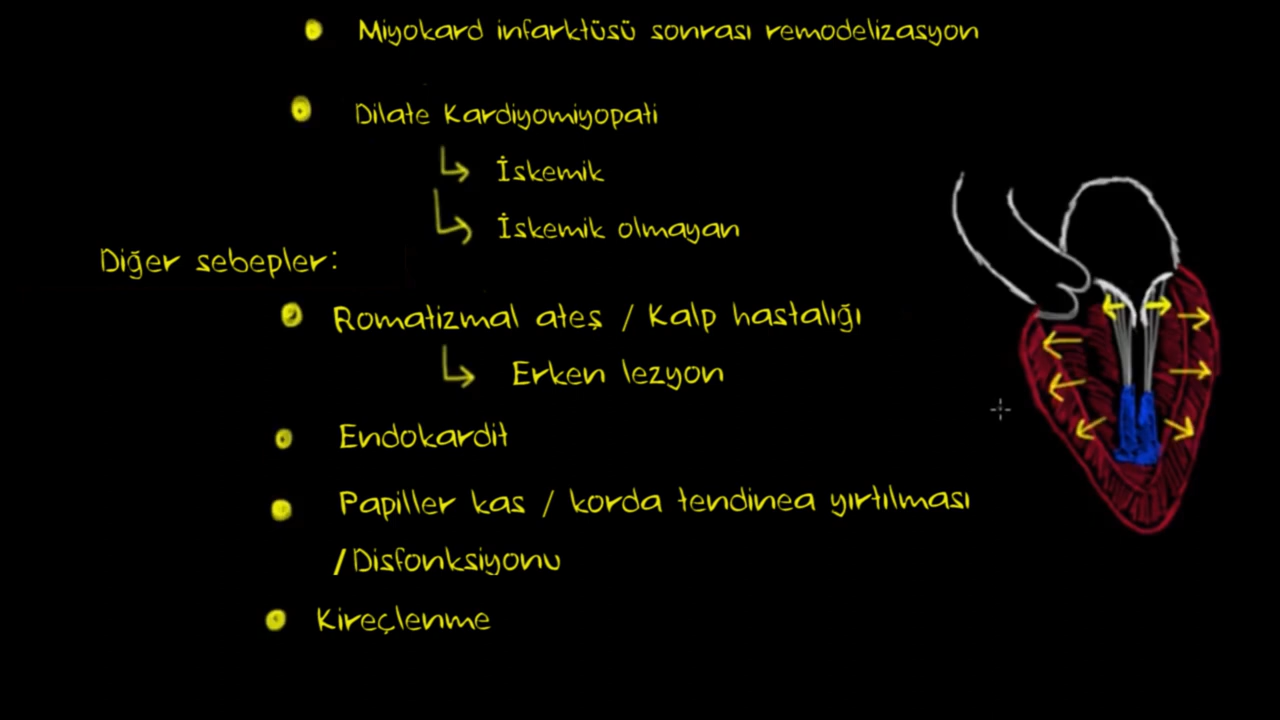 Miyokard infarktüsü sonrası remodelizasyon
Dilate Kardiyomiyopati
İskemik
İskemik olmayan
Diğer sebepler:
Romatizmal ateş / Kalp hastalığı
Erken lezyon
Endokardit
Papiller kas / korda tendinea yırtılması
/Disfonksiyonu
Kireçlenme